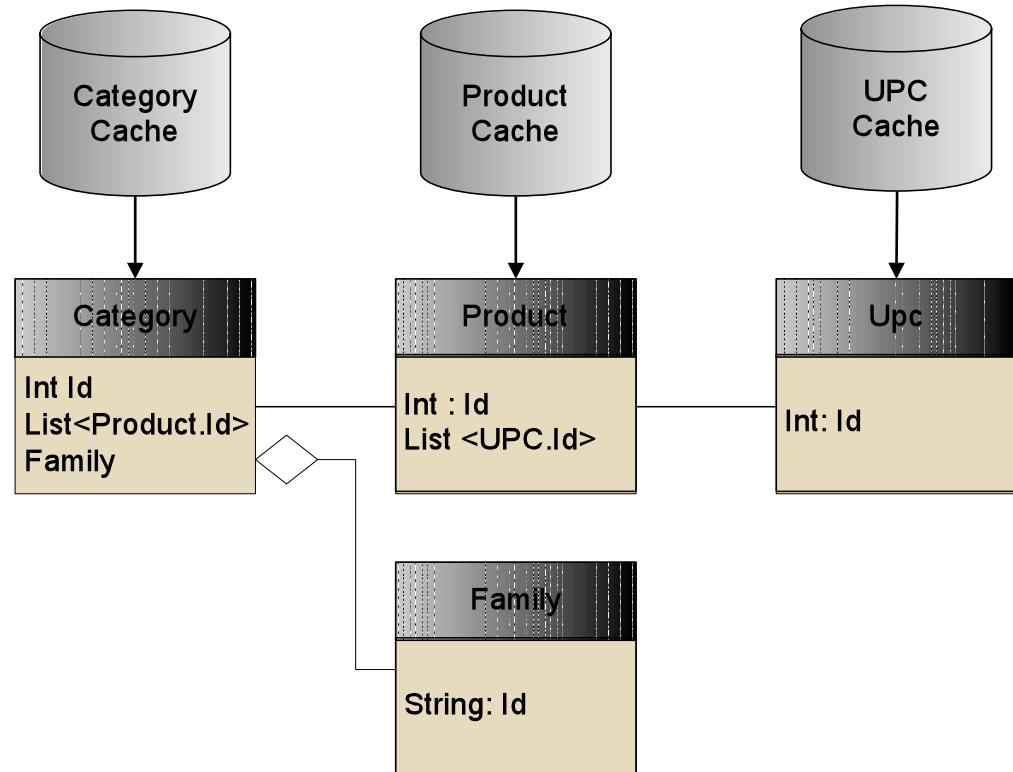 Category
Cache
Product
Cache
UPC
Cache
Category
Int Id
List<Product.Id>
Family
Product
Int : Id
List <UPC.Id>
Upc
Int: Id
Family
String: Id